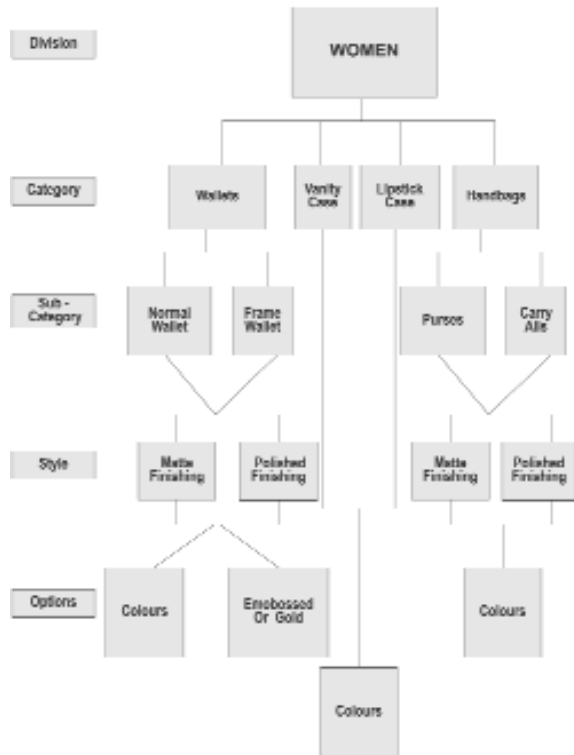 Division
WOMEN
Category
Wallets
Vanity
Case
Lipstick
Case
Handbags
Sub -
Category
Normal
Wallet
Frame
Wallet
Purses
Carry
Alls
Style
Matte
Finishing
Polished
Finishing
Matte
Finishing
Polished
Finishing
Options
Colours
Emebossed
Or Gold
Colours
Colours